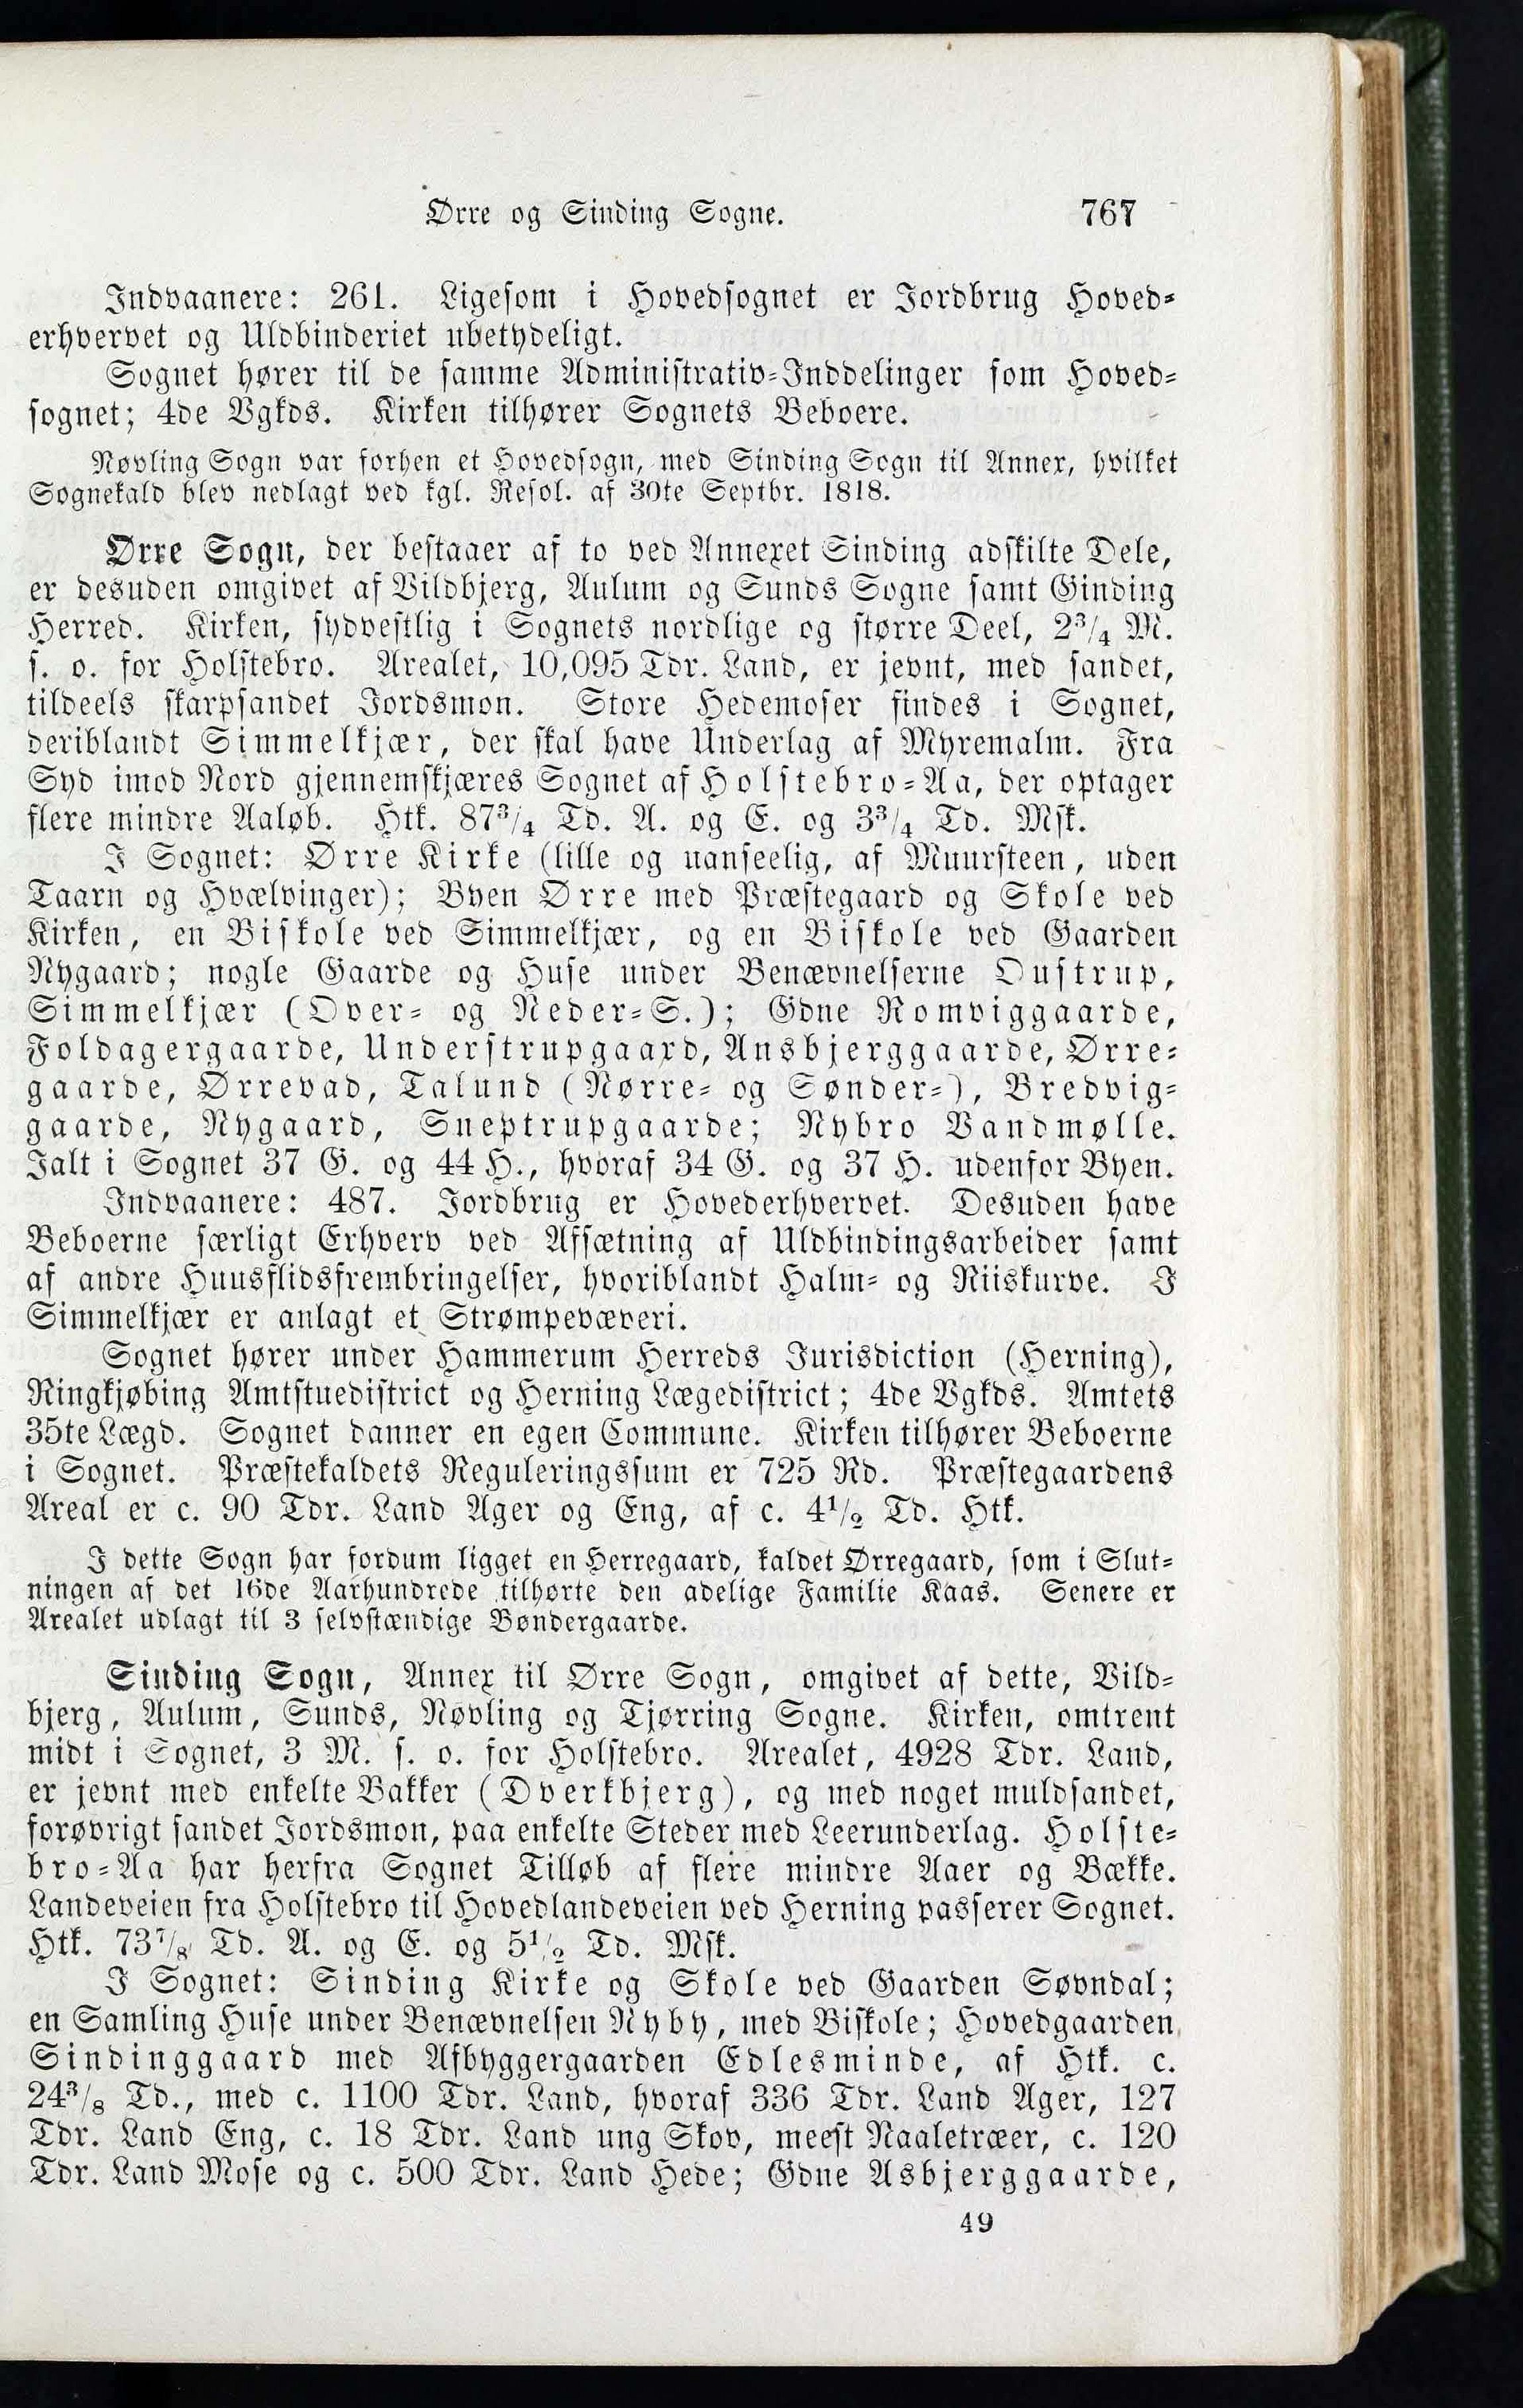 Ørre og Sinding Sogne. 767
Indvaanere: 261. Ligesom i Hovedsognet er Jordbrug Hoved-
erhvervet og Uldbinderiet ubetydeligt.
Sognet hører til de samme Administrativ-Inddelinger som Hoved-
sognet; 4de Vgkds. Kirken tilhører Sognets Beboere.
Nøvling Sogn var forhen et Hovedsogn, med Sinding Sogn til Annex, hvilket
Sognekald blev nedlagt ved kgl. Resol. af 30te Septbr. 1818.
Ørre Sogn, der bestaaer af to ved Annexet Sinding adskilte Dele,
er desuden omgivet af Vildbjerg, Aulum og Sunds Sogne samt Ginding
Herred. Kirken, sydvestlig i Sognets nordlige og større Deel, 2³/₄ M.
s. o. for Holstebro. Arealet, 10,095 Tdr. Land, er jevnt, med sandet,
tildeels skarpsandet Jordsmon. Store Hedemoser findes i Sognet,
deriblandt Simmelkjær, der skal have Underlag af Myremalm. Fra
Syd imod Nord gjennemskjæres Sognet af Holstebro-Aa, der optager
flere mindre Aaløb. Htk. 87³/₄ Td. A. og E. og 3³/₄ Td. Msk.
I Sognet: Ørre Kirke (lille og uanseelig, af Muursteen, uden
Taarn og Hvælvinger); Byen Ørre med Præstegaard og Skole ved
Kirken, en Biskole ved Simmelkjær, og en Biskole ved Gaarden
Nygaard; nogle Gaarde og Huse under Benævnelserne Oustrup,
Simmelkjær (Over- og Neder-S.); Gdne Romviggaarde,
Foldagergaarde, Understrupgaard, Ansbjerggaarde, Ørre-
gaarde, Ørrevad, Talund (Nørre- og Sønder-), Bredvig-
gaarde, Nygaard, Sneptrupgaarde; Nybro Vandmølle.
Ialt i Sognet 37 G. og 44 H., hvoraf 34 G. og 37 H. udenfor Byen.
Indvaanere: 487. Jordbrug er Hovederhvervet. Desuden have
Beboerne særligt Erhverv ved Afsætning af Uldbindingsarbeider samt
af andre Huusflidsfrembringelser, hvoriblandt Halm- og Riiskurve. I
Simmelkjær er anlagt et Strømpevæveri.
Sognet hører under Hammerum Herreds Jurisdiction (Herning),
Ringkjøbing Amtstuedistrict og Herning Lægedistrict; 4de Vgkds. Amtets
35te Lægd. Sognet danner en egen Commune. Kirken tilhører Beboerne
i Sognet. Præstekaldets Reguleringssum er 725 Rd. Præstegaardens
Areal er c. 90 Tdr. Land Ager og Eng, af c. 4¹/₂ Td. Htk.
I dette Sogn har fordum ligget en Herregaard, kaldet Ørregaard, som i Slut-
ningen af det 16de Aarhundrede tilhørte den adelige Familie Kaas. Senere er
Arealet udlagt til 3 selvstændige Bøndergaarde.
Sinding Sogn, Annex til Ørre Sogn, omgivet af dette, Vild-
bjerg, Aulum, Sunds, Nøvling og Tjørring Sogne. Kirken, omtrent
midt i Sognet, 3 M. s. o. for Holstebro. Arealet, 4928 Tdr. Land,
er jevnt med enkelte Bakker (Dverkbjerg), og med noget muldsandet,
forøvrigt sandet Jordsmon, paa enkelte Steder med Leerunderlag. Holste-
bro-Aa har herfra Sognet Tilløb af flere mindre Aaer og Bække.
Landeveien fra Holstebro til Hovedlandeveien ved Herning passerer Sognet.
Htk. 73⁷/₈ Td. A. og E. og 5¹/₂ Td. Msk.
I Sognet: Sinding Kirke og Skole ved Gaarden Søvndal;
en Samling Huse under Benævnelsen Nyby, med Biskole; Hovedgaarden
Sindinggaard med Afbyggergaarden Edlesminde, af Htk. c.
24³/₈ Td., med c. 1100 Tdr. Land, hvoraf 336 Tdr. Land Ager, 127
Tdr. Land Eng, c. 18 Tdr. Land ung Skov, meest Naaletræer, c. 120
Tdr. Land Mose og c. 500 Tdr. Land Hede; Gdne Asbjerggaarde,
49